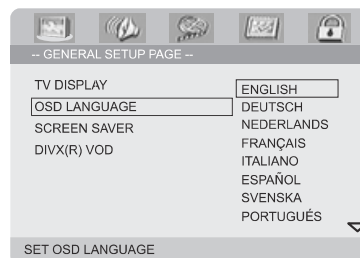 -- GENERAL SETUP PAGE --
TV DISPLAY
OSD LANGUAGE
SCREEN SAVER
DIVX(R) VOD
ENGLISH
DEUTSCH
NEDERLANDS
FRANÇAIS
ITALIANO
ESPAÑOL
SVENSKA
PORTUGUÉS
SET OSD LANGUAGE